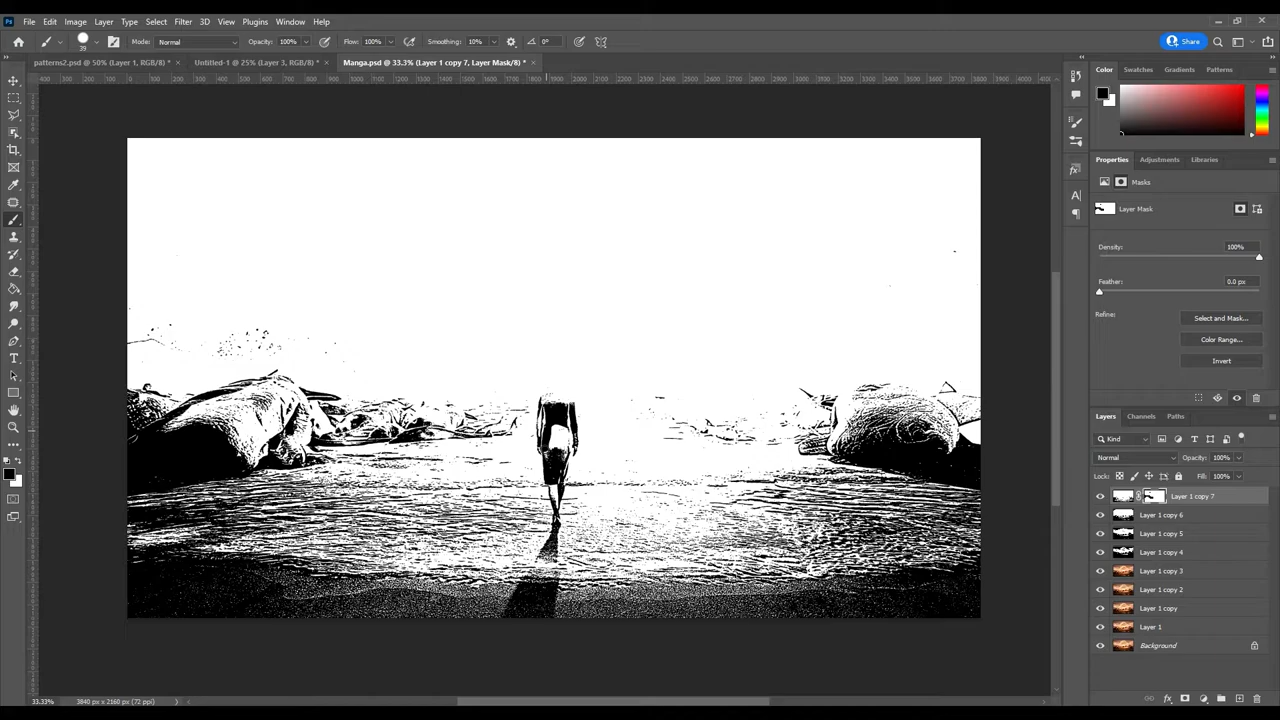 Ps File Edit Image Layer Type Select Filter 3D View Plugins Window Help
39 Mode: Normal Opacity: 100% Flow: 100% Smoothing: 10% 0° Share
patterns2.psd @ 50% (Layer 1, RGB/8) * × Untitled-1 @ 25% (Layer 3, RGB/8) * × Manga.psd @ 33.3% (Layer 1 copy 7, Layer Mask/8) * ×
Color Swatches Gradients Patterns
Properties Adjustments Libraries
Masks
Layer Mask
Density: 100%
Feather: 0.0 px
Refine: Select and Mask...
Color Range...
Invert
Layers Channels Paths
Kind
Normal Opacity: 100%
Lock: Fill: 100%
Layer 1 copy 7
Layer 1 copy 6
Layer 1 copy 5
Layer 1 copy 4
Layer 1 copy 3
Layer 1 copy 2
Layer 1 copy
Layer 1
Background
33.33% 3840 px x 2160 px (72 ppi)